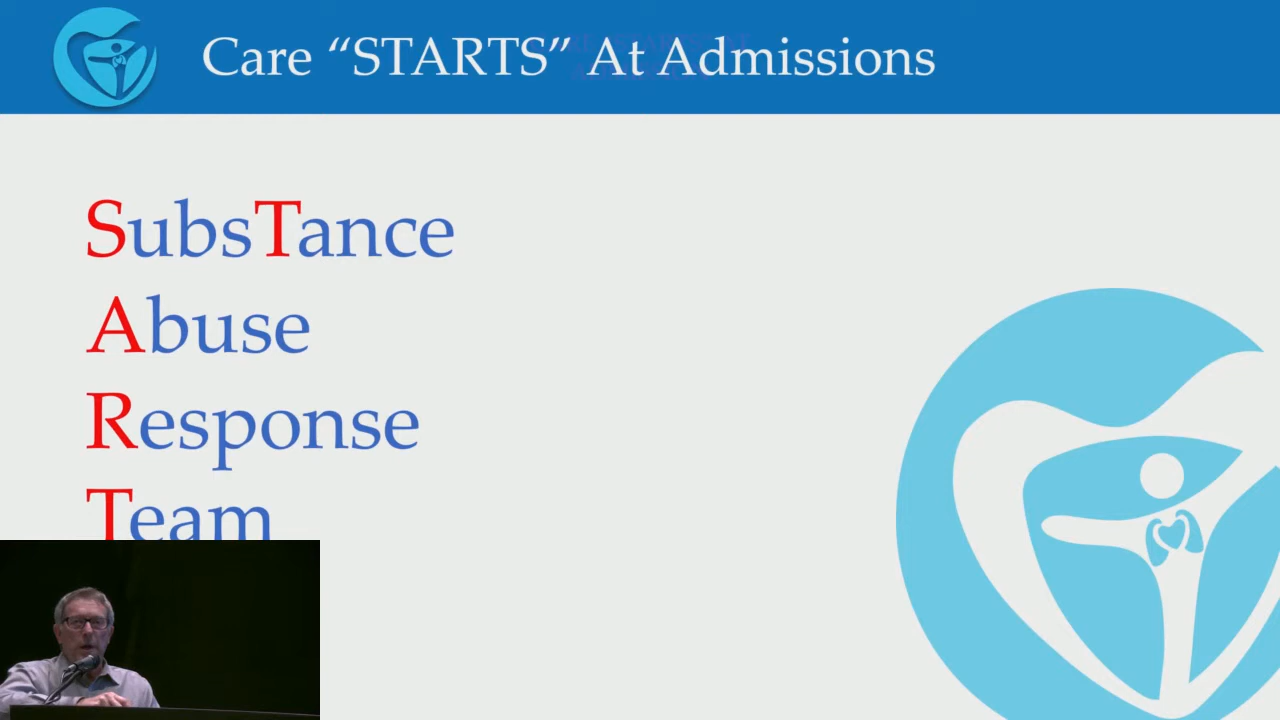 Care “STARTS” At Admissions
SubsTance
Abuse
Response
Team